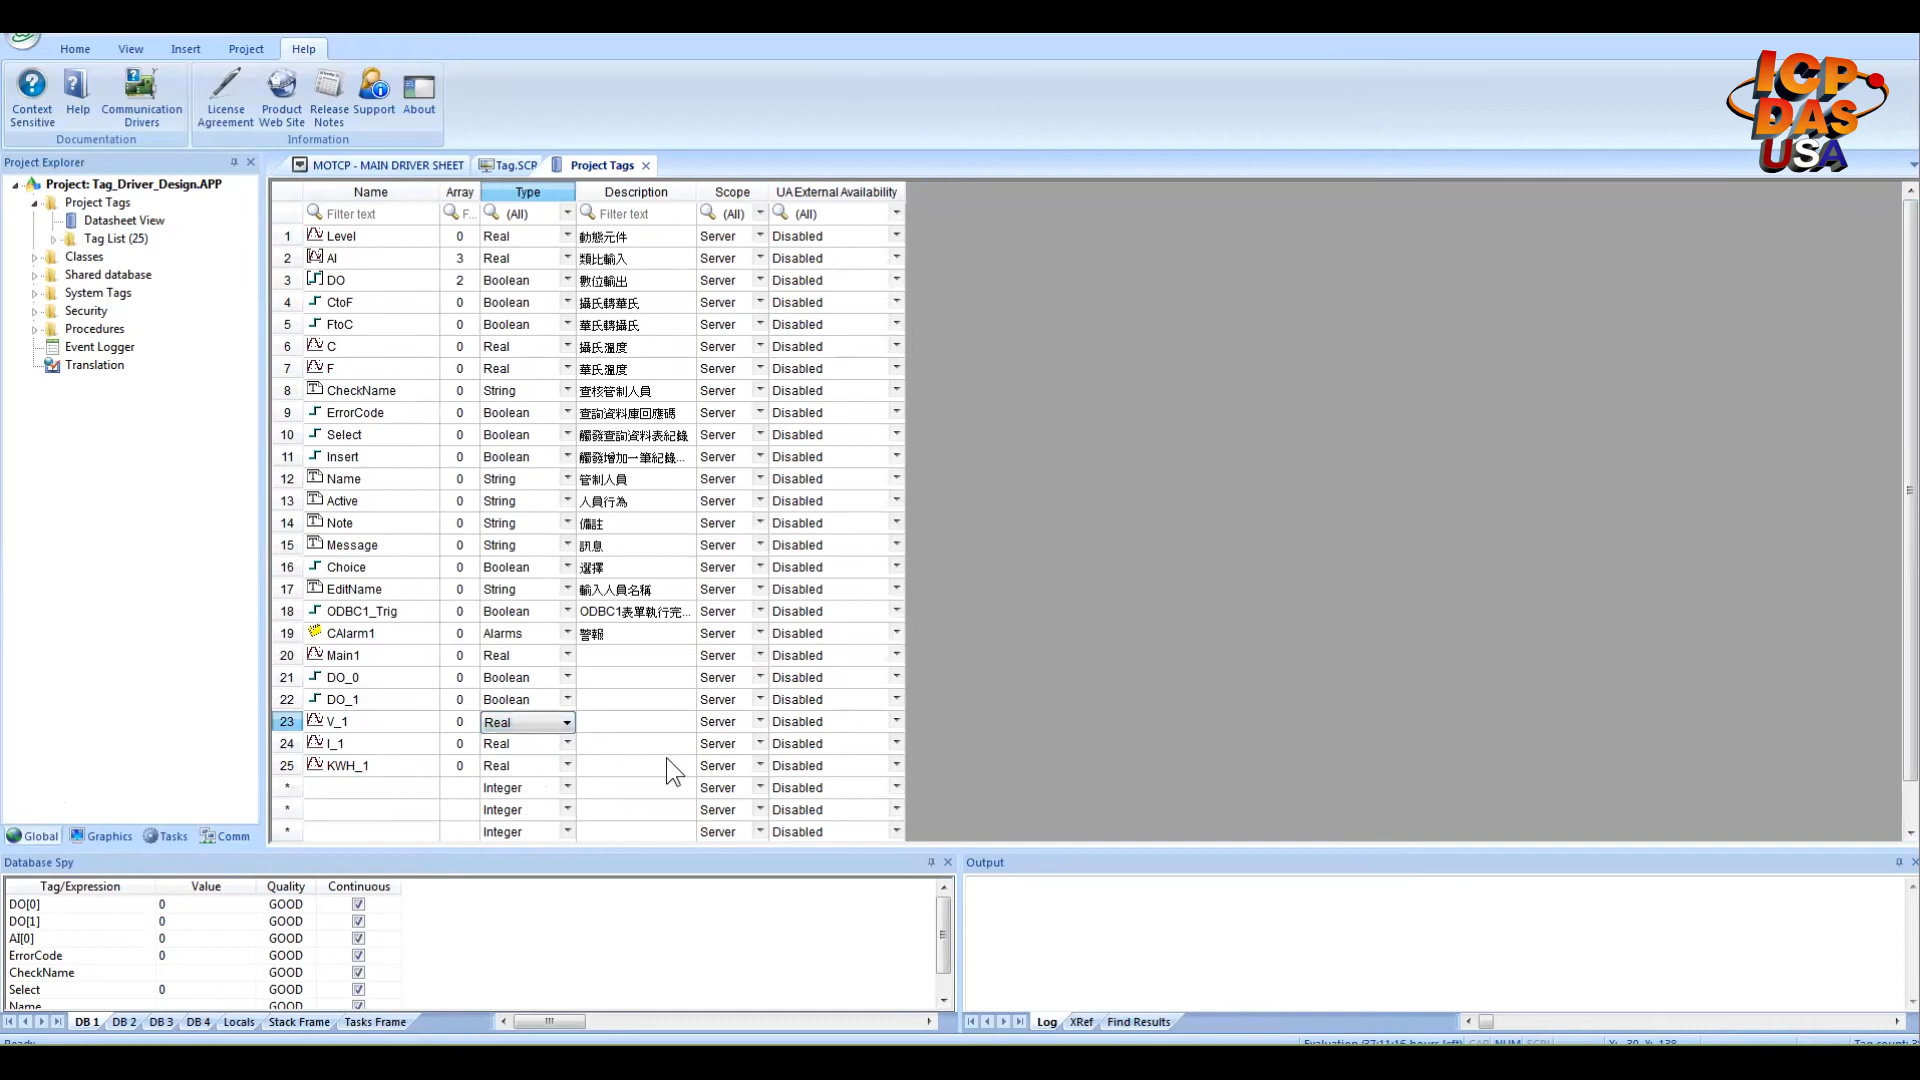 Home View Insert Project Help
Context Sensitive Help Communication Drivers License Agreement Product Web Site Release Notes Support About
Documentation Information
ICP
DAS
USA
Project Explorer
MOTCP - MAIN DRIVER SHEET Tag.SCR Project Tags
Project: Tag_Driver_Design.APP
Project Tags
Datasheet View
Tag List (25)
Classes
Shared database
System Tags
Security
Procedures
Event Logger
Translation
Global Graphics Tasks Comm
Name Array Type Description Scope UA External Availability
Filter text F... (All) Filter text (All) (All)
1 Level 0 Real 動態元件 Server Disabled
2 AI 3 Real 類比輸入 Server Disabled
3 DO 2 Boolean 數位輸出 Server Disabled
4 CtoF 0 Boolean 攝氏轉華氏 Server Disabled
5 FtoC 0 Boolean 華氏轉攝氏 Server Disabled
6 C 0 Real 攝氏溫度 Server Disabled
7 F 0 Real 華氏溫度 Server Disabled
8 CheckName 0 String 查核管制人員 Server Disabled
9 ErrorCode 0 Boolean 查詢資料庫回應碼 Server Disabled
10 Select 0 Boolean 觸發查詢資料表紀錄 Server Disabled
11 Insert 0 Boolean 觸發增加一筆紀錄... Server Disabled
12 Name 0 String 管制人員 Server Disabled
13 Active 0 String 人員行為 Server Disabled
14 Note 0 String 備註 Server Disabled
15 Message 0 String 訊息 Server Disabled
16 Choice 0 Boolean 選擇 Server Disabled
17 EditName 0 String 輸入人員名稱 Server Disabled
18 ODBC1_Trig 0 Boolean ODBC1表單執行完... Server Disabled
19 CAlarm1 0 Alarms 警報 Server Disabled
20 Main1 0 Real Server Disabled
21 DO_0 0 Boolean Server Disabled
22 DO_1 0 Boolean Server Disabled
23 V_1 0 Real Server Disabled
24 I_1 0 Real Server Disabled
25 KWH_1 0 Real Server Disabled
* Integer Server Disabled
* Integer Server Disabled
* Integer Server Disabled
Database Spy
Tag/Expression Value Quality Continuous
DO[0] 0 GOOD
DO[1] 0 GOOD
AI[0] 0 GOOD
ErrorCode 0 GOOD
CheckName GOOD
Select 0 GOOD
Name GOOD
DB 1 DB 2 DB 3 DB 4 Locals Stack Frame Tasks Frame
Output
Log XRef Find Results